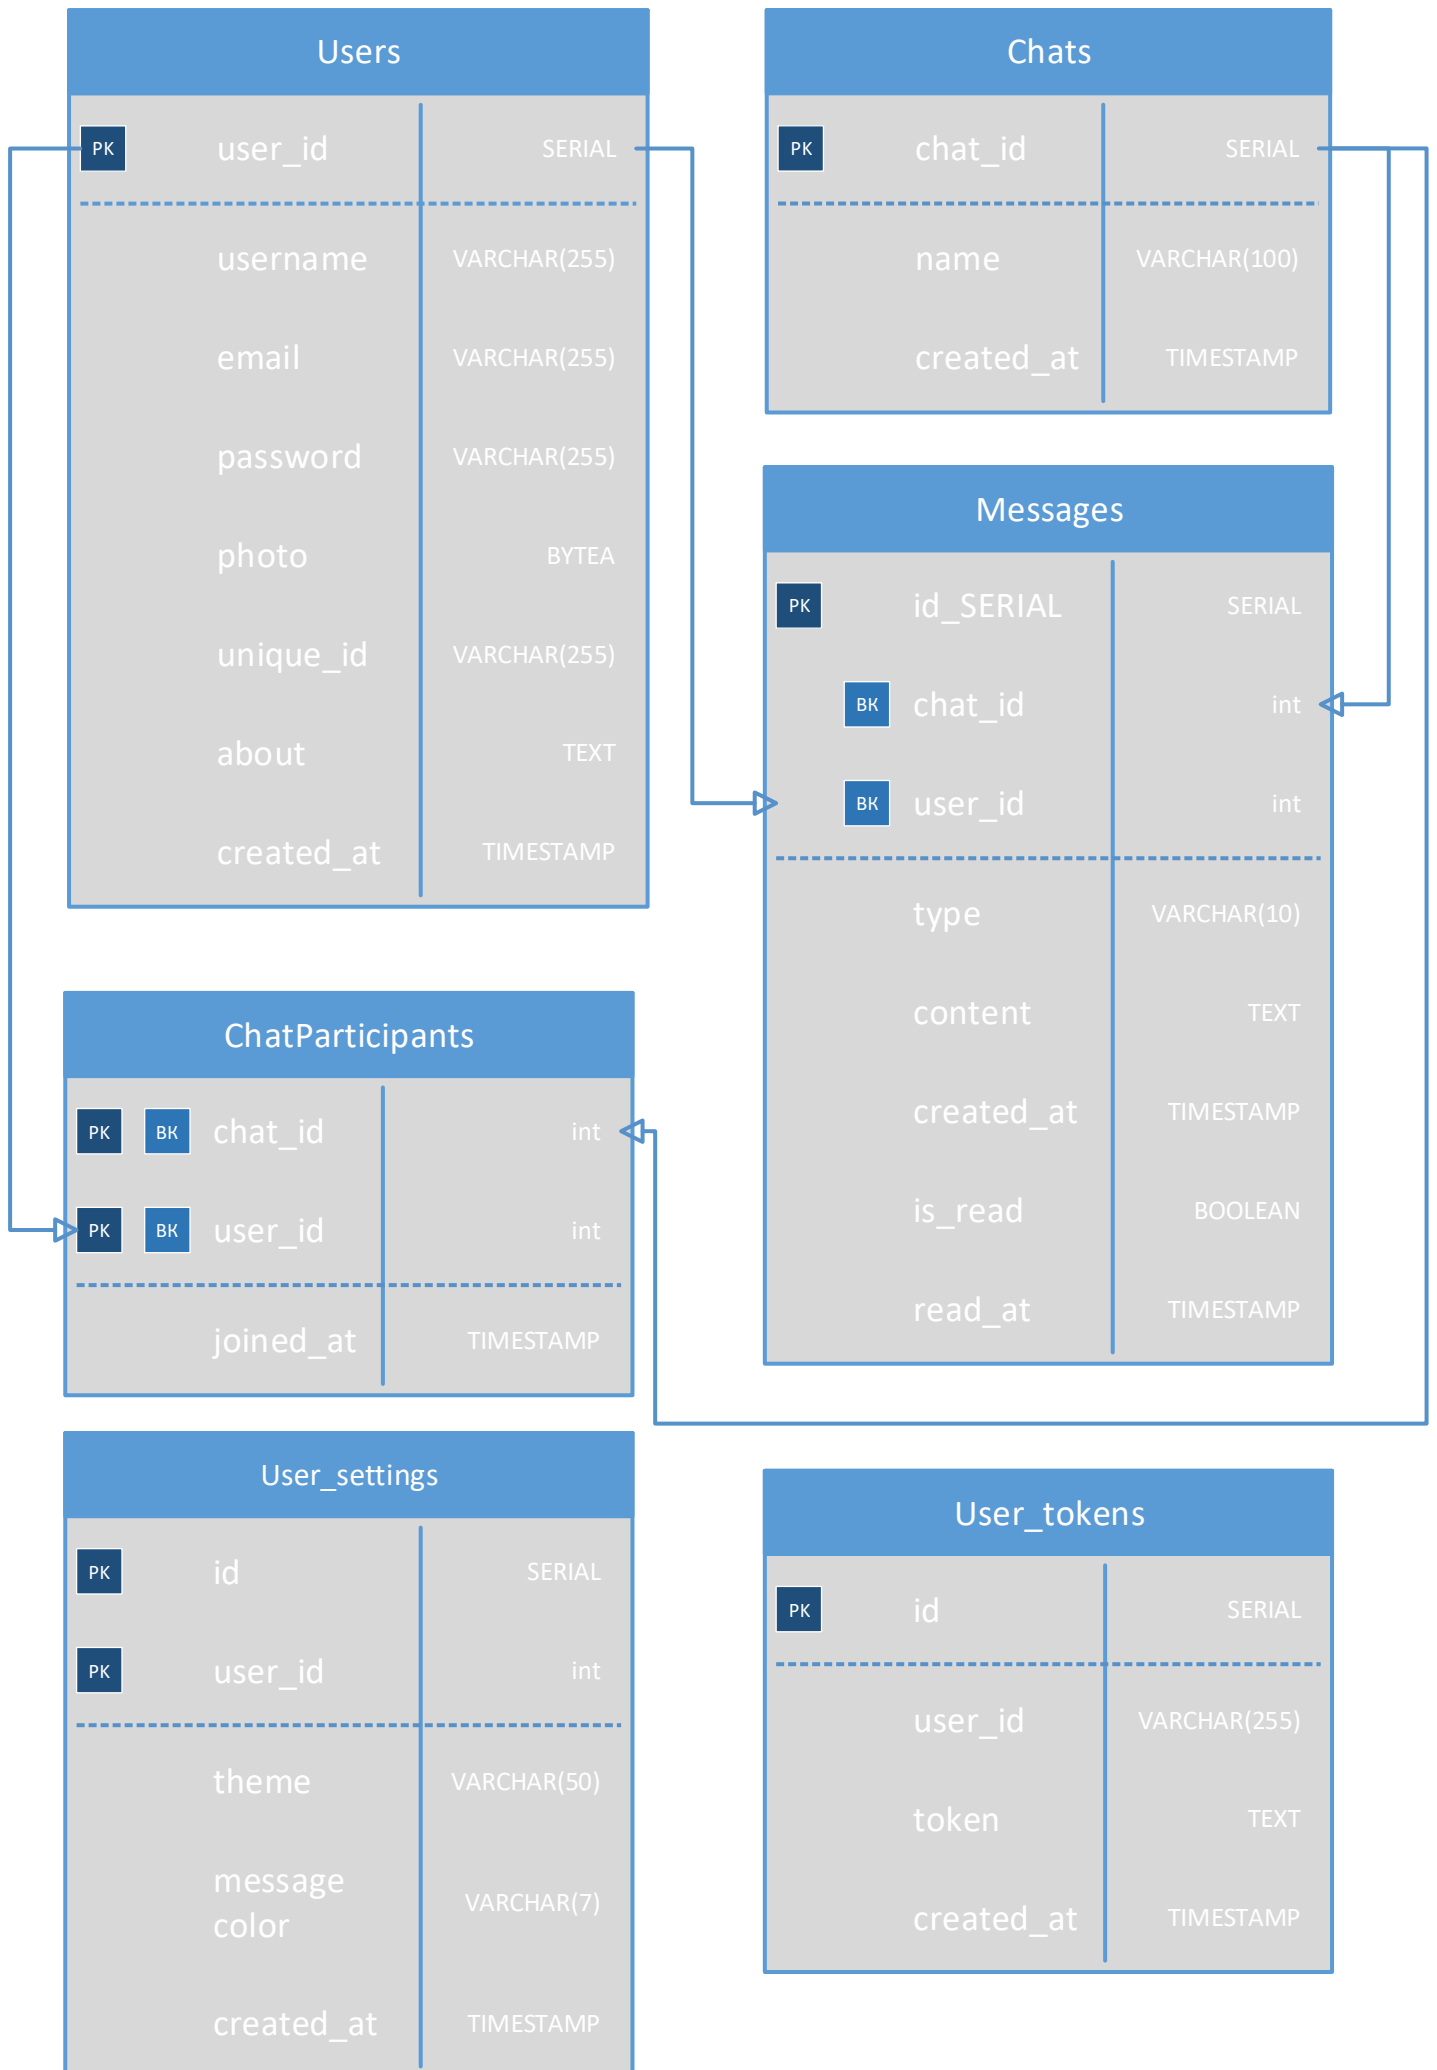 Users
PK user_id SERIAL
username VARCHAR(255)
email VARCHAR(255)
password VARCHAR(255)
photo BYTEA
unique_id VARCHAR(255)
about TEXT
created_at TIMESTAMP
Chats
PK chat_id SERIAL
name VARCHAR(100)
created_at TIMESTAMP
Messages
PK id_SERIAL SERIAL
ВК chat_id int
ВК user_id int
type VARCHAR(10)
content TEXT
created_at TIMESTAMP
is_read BOOLEAN
read_at TIMESTAMP
ChatParticipants
PK ВК chat_id int
PK ВК user_id int
joined_at TIMESTAMP
User_settings
PK id SERIAL
PK user_id int
theme VARCHAR(50)
message
color VARCHAR(7)
created_at TIMESTAMP
User_tokens
PK id SERIAL
user_id VARCHAR(255)
token TEXT
created_at TIMESTAMP